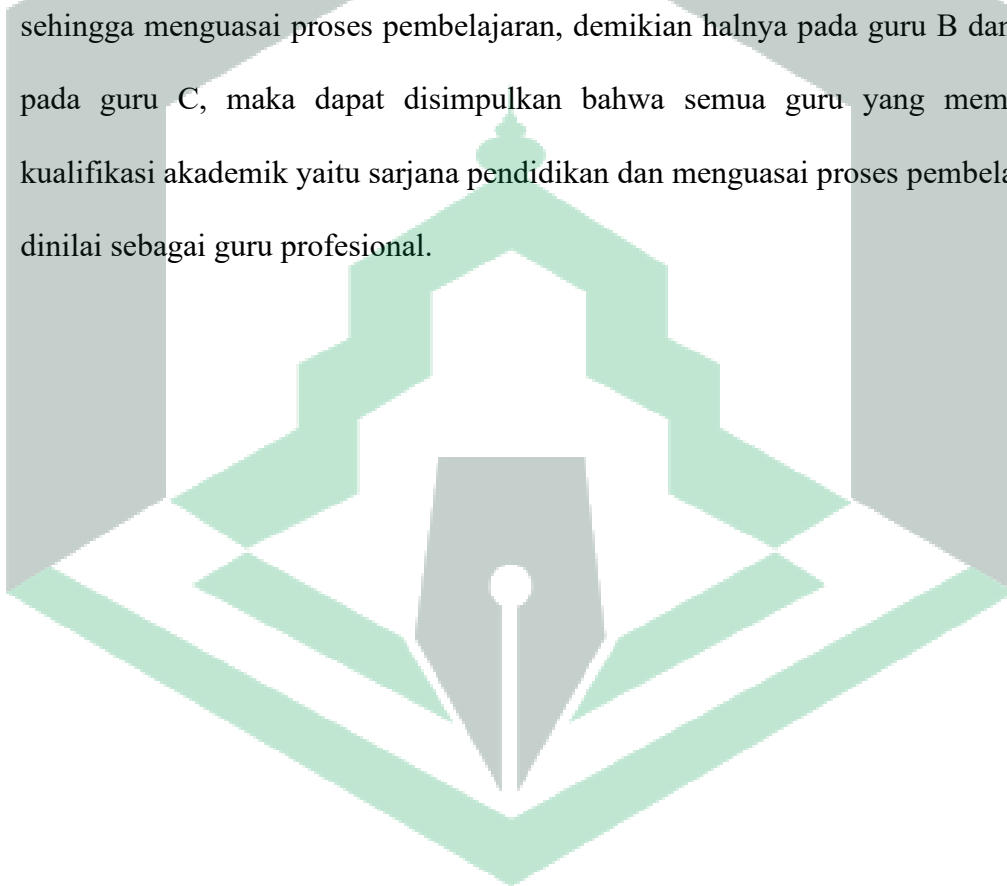 sehingga menguasai proses pembelajaran, demikian halnya pada guru B dan
pada guru C, maka dapat disimpulkan bahwa semua guru yang mem
kualifikasi akademik yaitu sarjana pendidikan dan menguasai proses pembela
dinilai sebagai guru profesional.